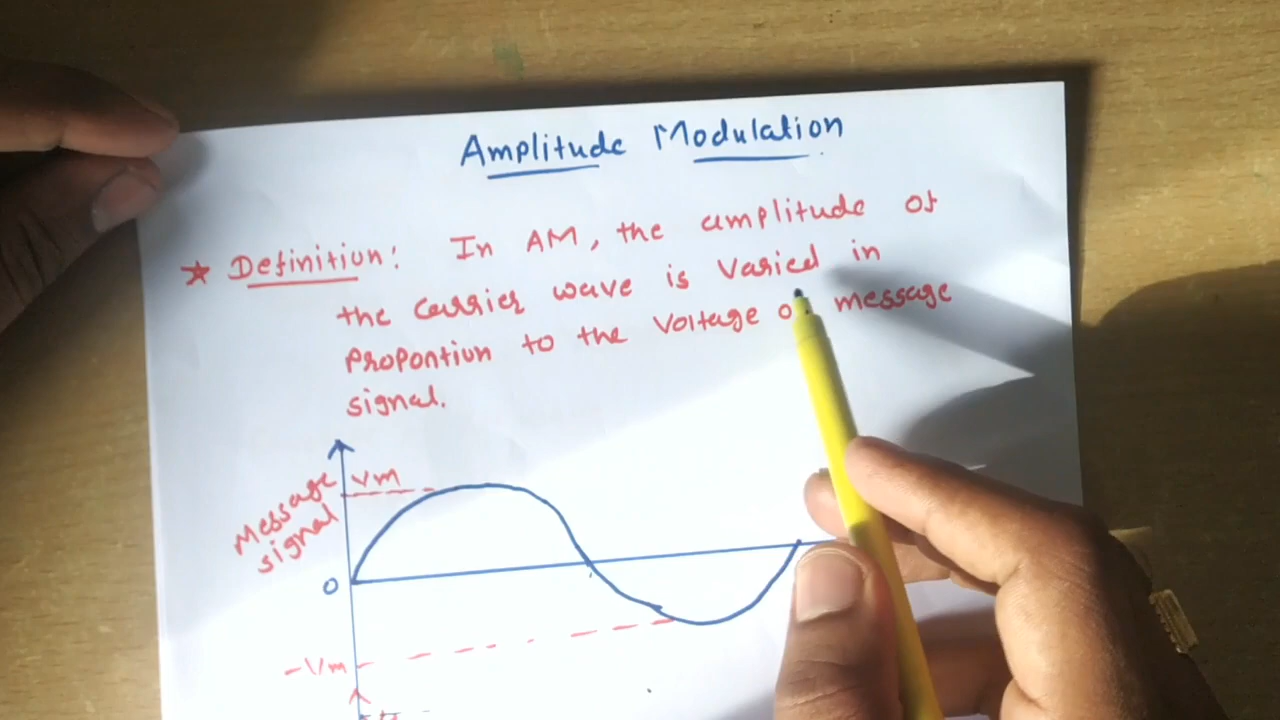 Amplitude Modulation
★ Definition: In AM, the amplitude of
the carrier wave is varied in
proportion to the voltage message
signal.
Message
signal
Vm
0
-Vm